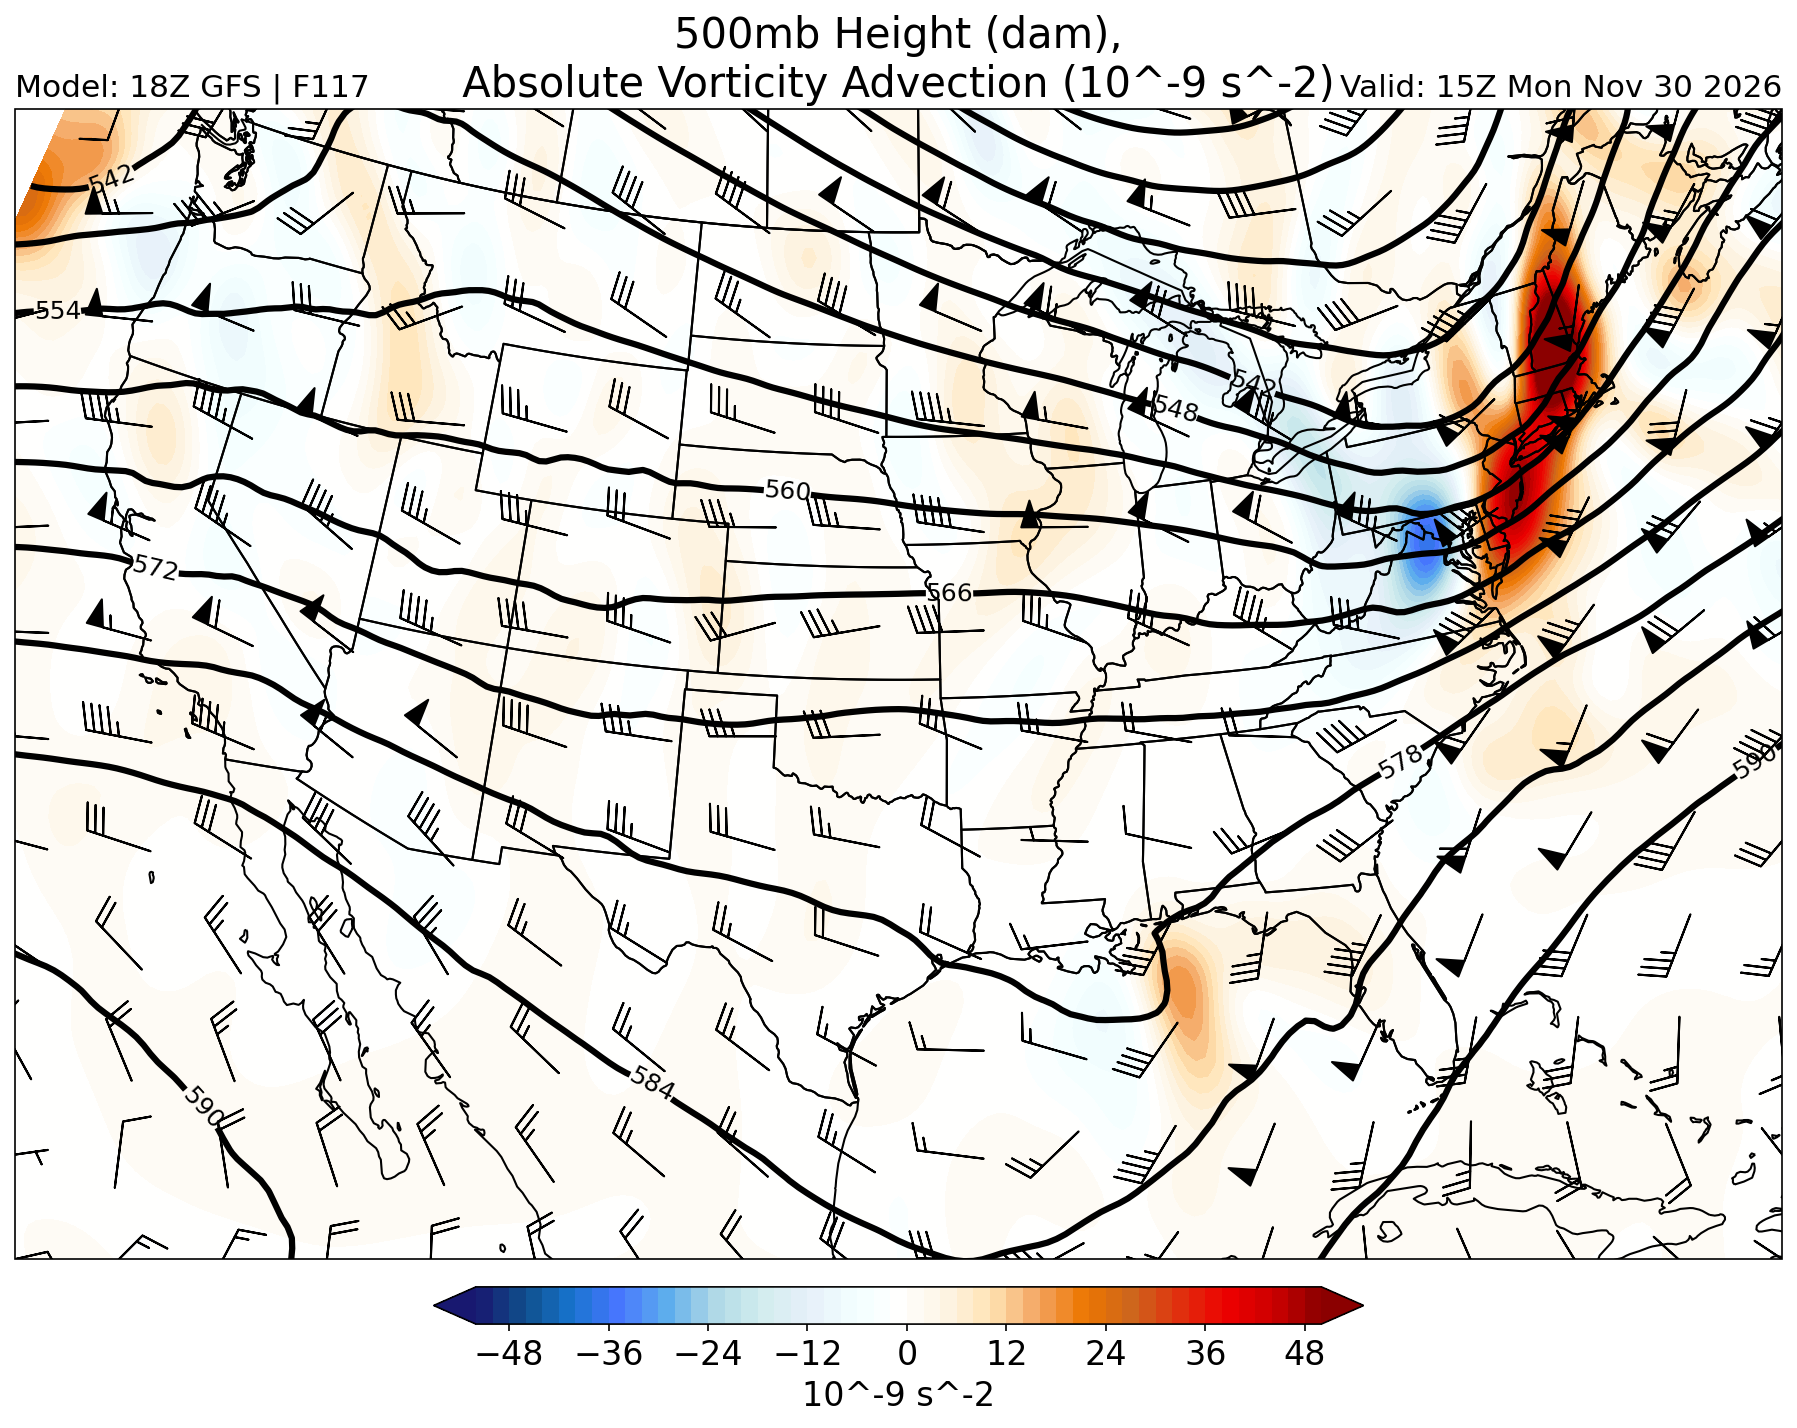 500mb Height (dam),
Model: 18Z GFS | F117
Absolute Vorticity Advection (10^-9 s^-2)
Valid: 15Z Mon Nov 30 2026
542
554
542
548
560
572
566
578
590
584
590
−48 −36 −24 −12 0 12 24 36 48
10^-9 s^-2